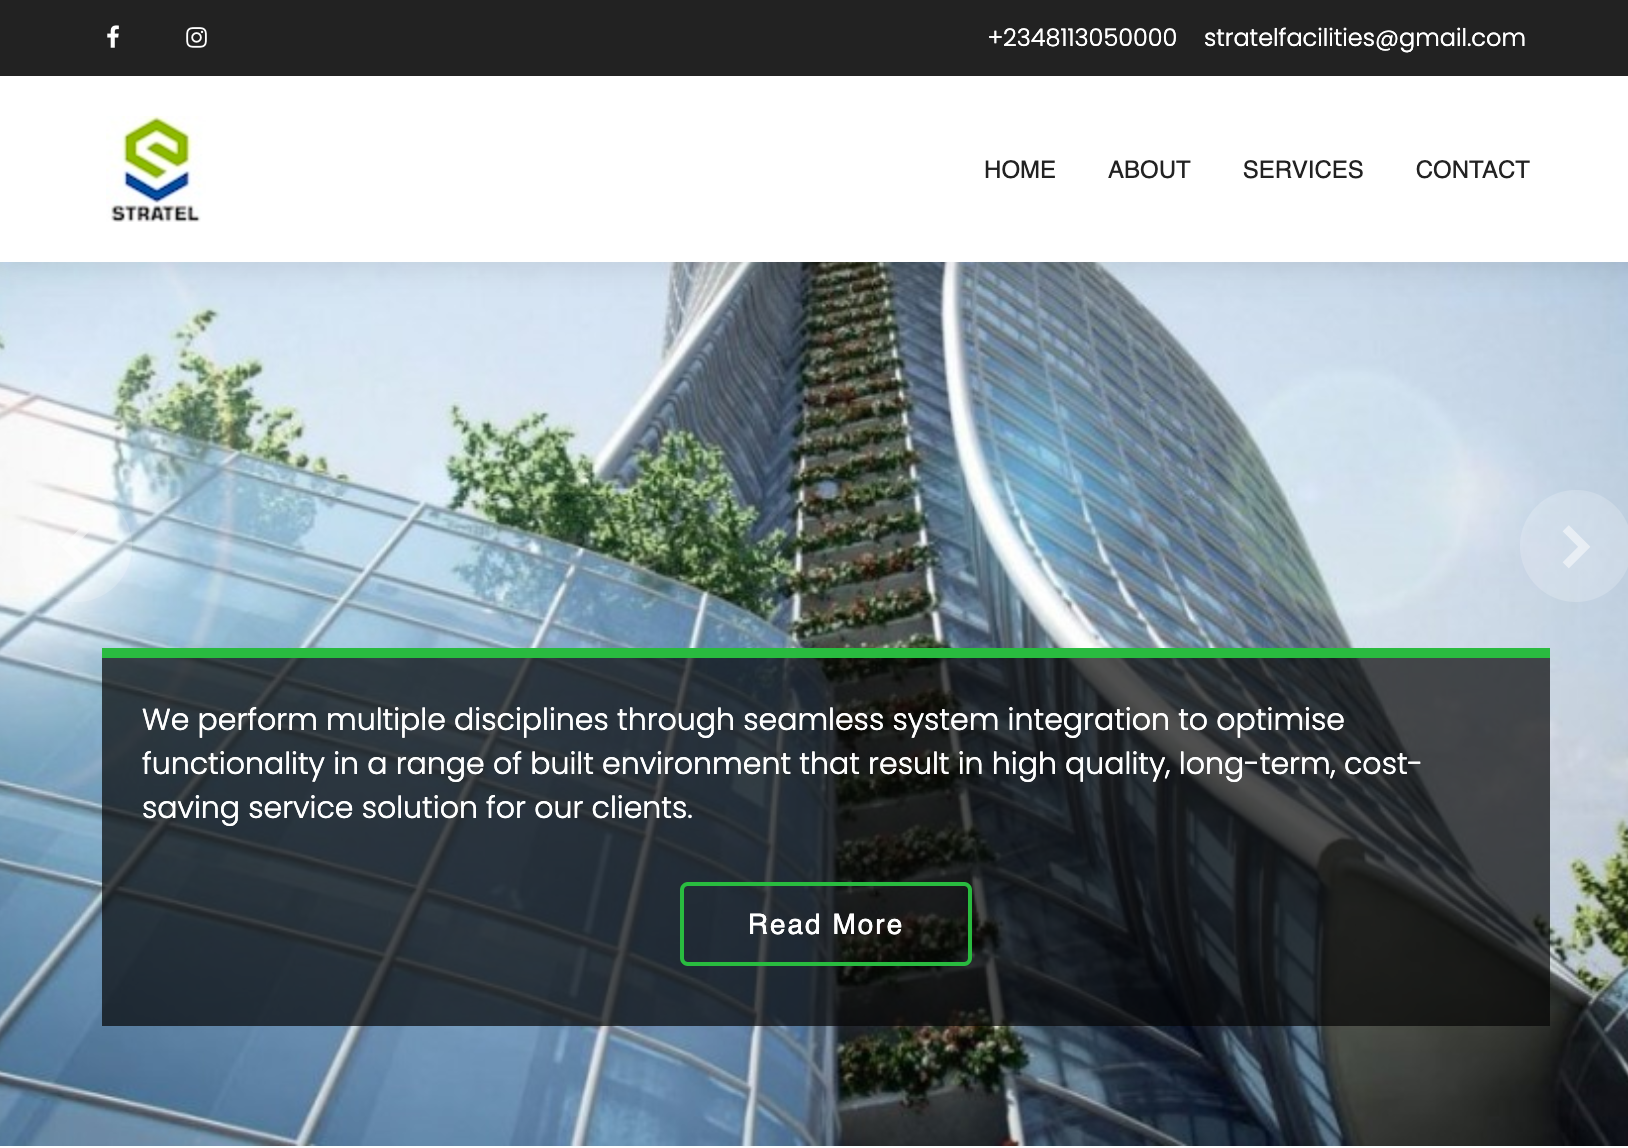 +2348113050000 stratelfacilities@gmail.com
STRATEL
HOME ABOUT SERVICES CONTACT
We perform multiple disciplines through seamless system integration to optimise
functionality in a range of built environment that result in high quality, long-term, cost-
saving service solution for our clients.
Read More